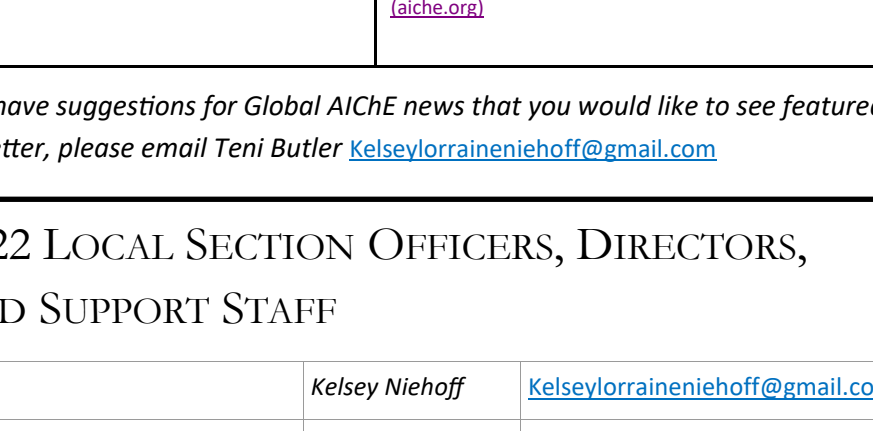 (aiche.org)
have suggestions for Global AIChE news that you would like to see featured
etter, please email Teni Butler Kelseylorraineniehoff@gmail.com
22 Local Section Officers, Directors,
d Support Staff
Kelsey Niehoff Kelseylorraineniehoff@gmail.co